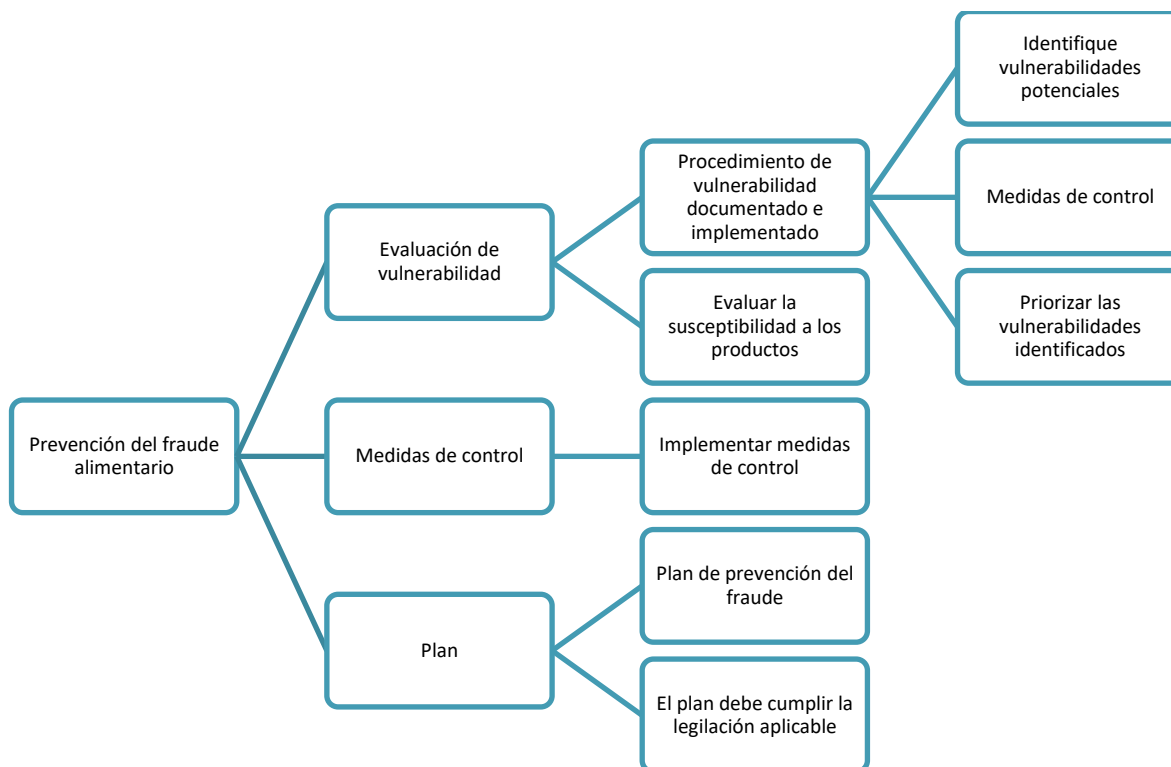 Prevención del fraude
alimentario
Evaluación de
vulnerabilidad
Procedimiento de
vulnerabilidad
documentado e
implementado
Identifique
vulnerabilidades
potenciales
Medidas de control
Priorizar las
vulnerabilidades
identificados
Evaluar la
susceptibilidad a los
productos
Medidas de control
Implementar medidas
de control
Plan
Plan de prevención del
fraude
El plan debe cumplir la
legilación aplicable